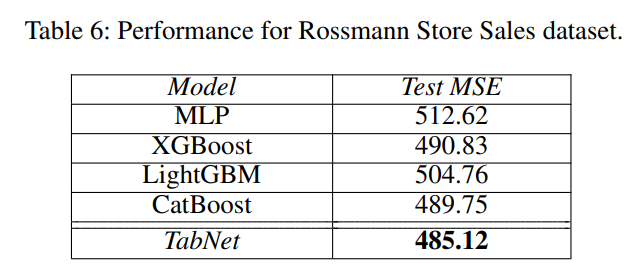 Table 6: Performance for Rossmann Store Sales dataset.
Model Test MSE
MLP 512.62
XGBoost 490.83
LightGBM 504.76
CatBoost 489.75
TabNet 485.12